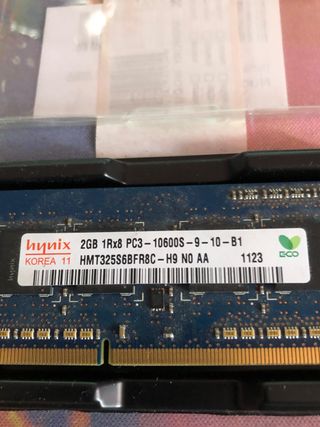 hynix
KOREA 11
2GB 1Rx8 PC3-10600S-9-10-B1
HMT325S6BFR8C-H9 N0 AA 1123
ECO